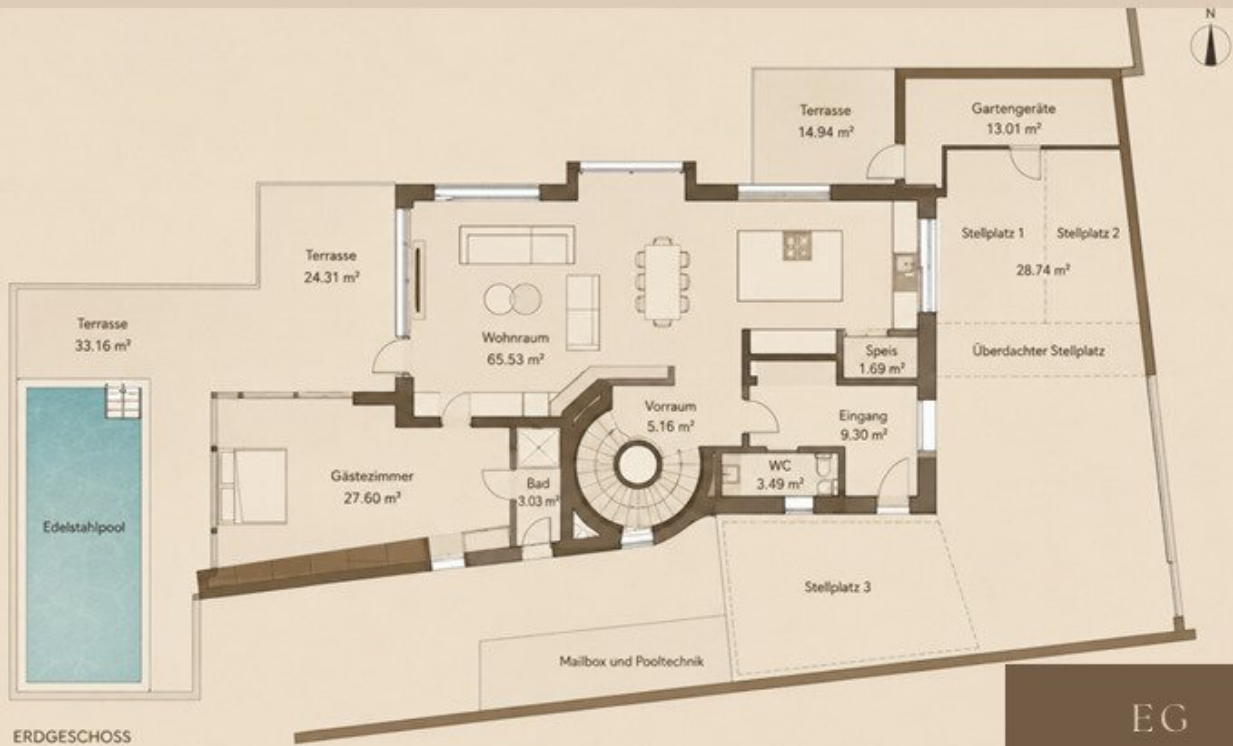 N
Terrasse
14.94 m²
Gartengeräte
13.01 m²
Stellplatz 1
Stellplatz 2
28.74 m²
Terrasse
24.31 m²
Terrasse
33.16 m²
Wohnraum
65.53 m²
Speis
1.69 m²
Überdachter Stellplatz
Vorraum
5.16 m²
Eingang
9.30 m²
WC
3.49 m²
Gästezimmer
27.60 m²
Bad
3.03 m²
Edelstahlpool
Stellplatz 3
Mailbox und Pooltechnik
ERDGESCHOSS
EG